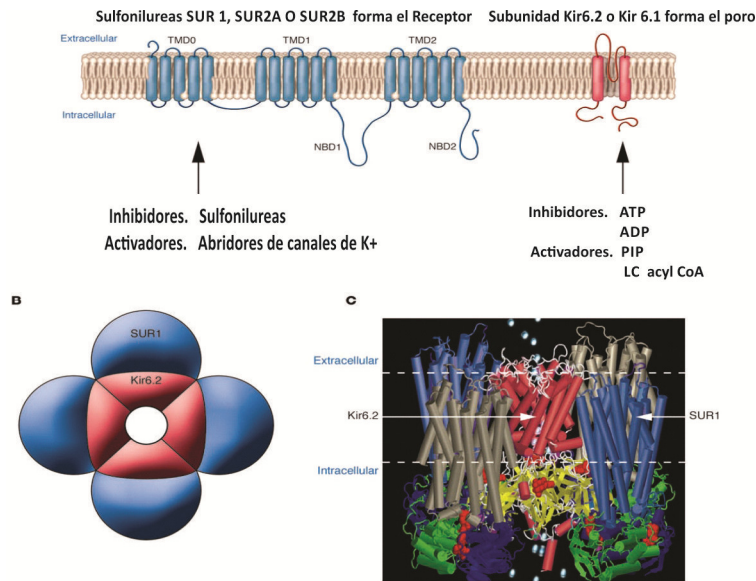 Sulfonilureas SUR 1, SUR2A O SUR2B forma el Receptor
Subunidad Kir6.2 o Kir 6.1 forma el poro
Extracellular
TMD0
TMD1
TMD2
Intracellular
NBD1
NBD2
Inhibidores. Sulfonilureas
Activadores. Abridores de canales de K+
Inhibidores. ATP
ADP
Activadores. PIP
LC acyl CoA
B
SUR1
Kir6.2
C
Extracellular
Kir6.2
SUR1
Intracellular